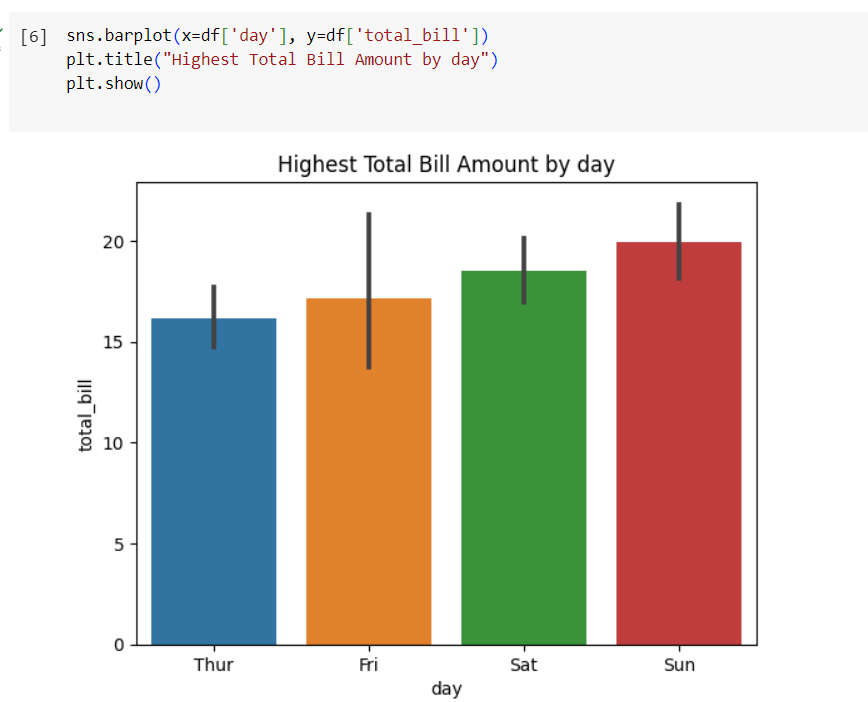 [6] sns.barplot(x=df['day'], y=df['total_bill'])
plt.title("Highest Total Bill Amount by day")
plt.show()
Highest Total Bill Amount by day
20
15
10
5
0
total_bill
Thur Fri Sat Sun
day